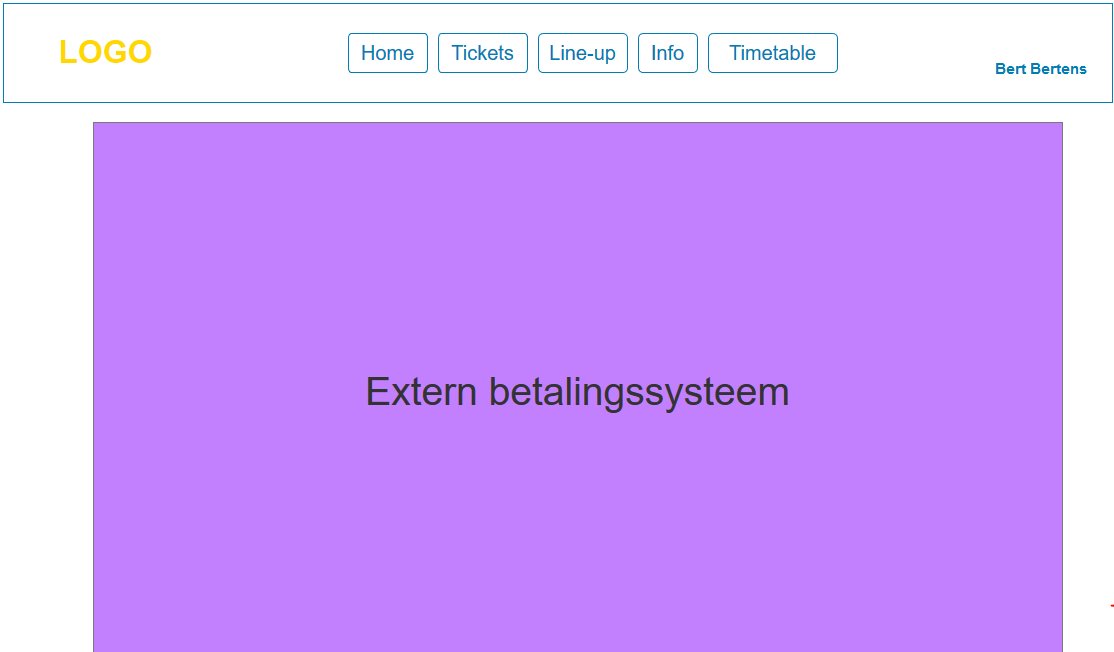 LOGO
Home Tickets Line-up Info Timetable
Bert Bertens
Extern betalingssysteem